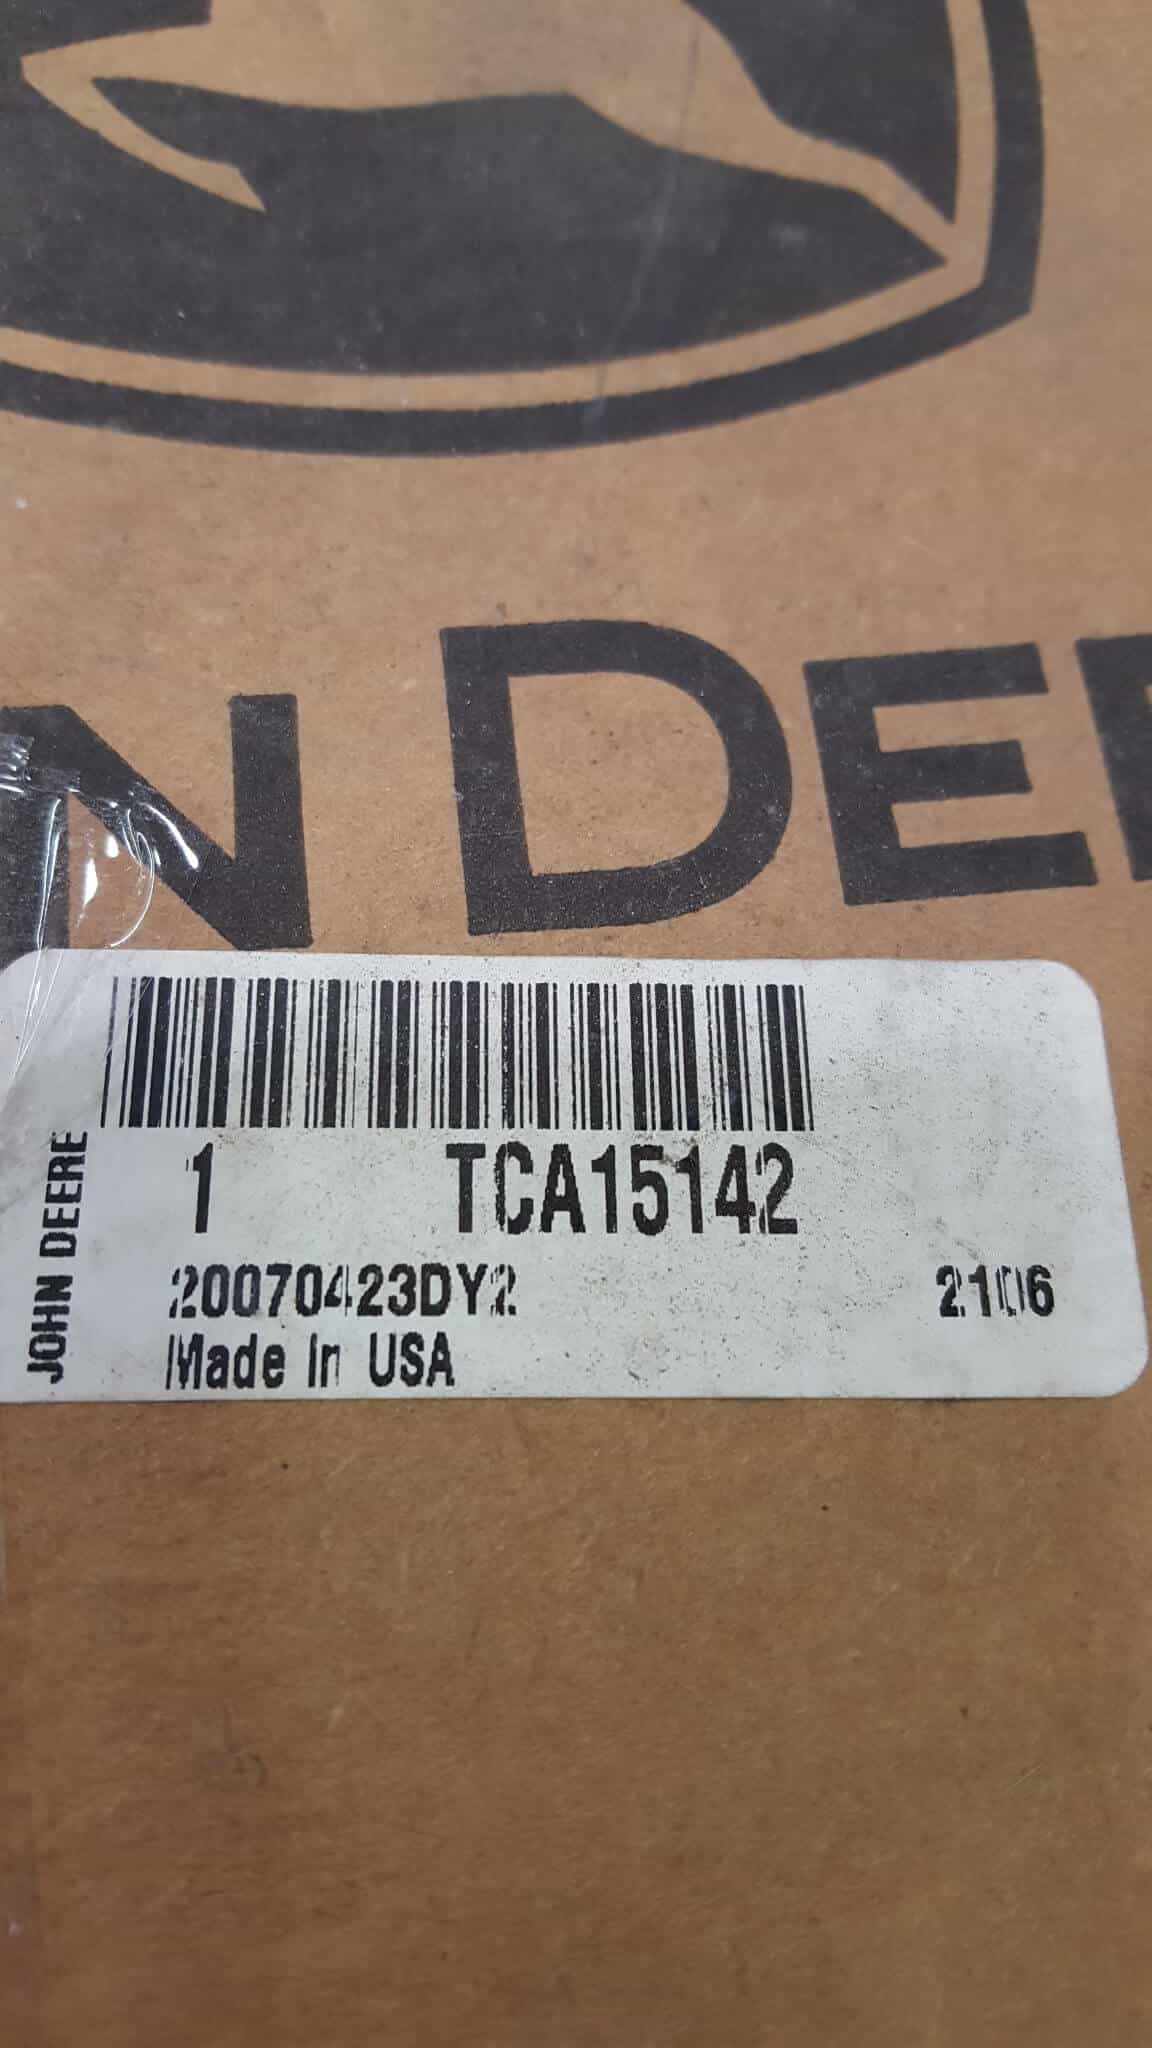 N DEE
1 TCA15142
JOHN DEERE
20070423DY2 2106
Made In USA